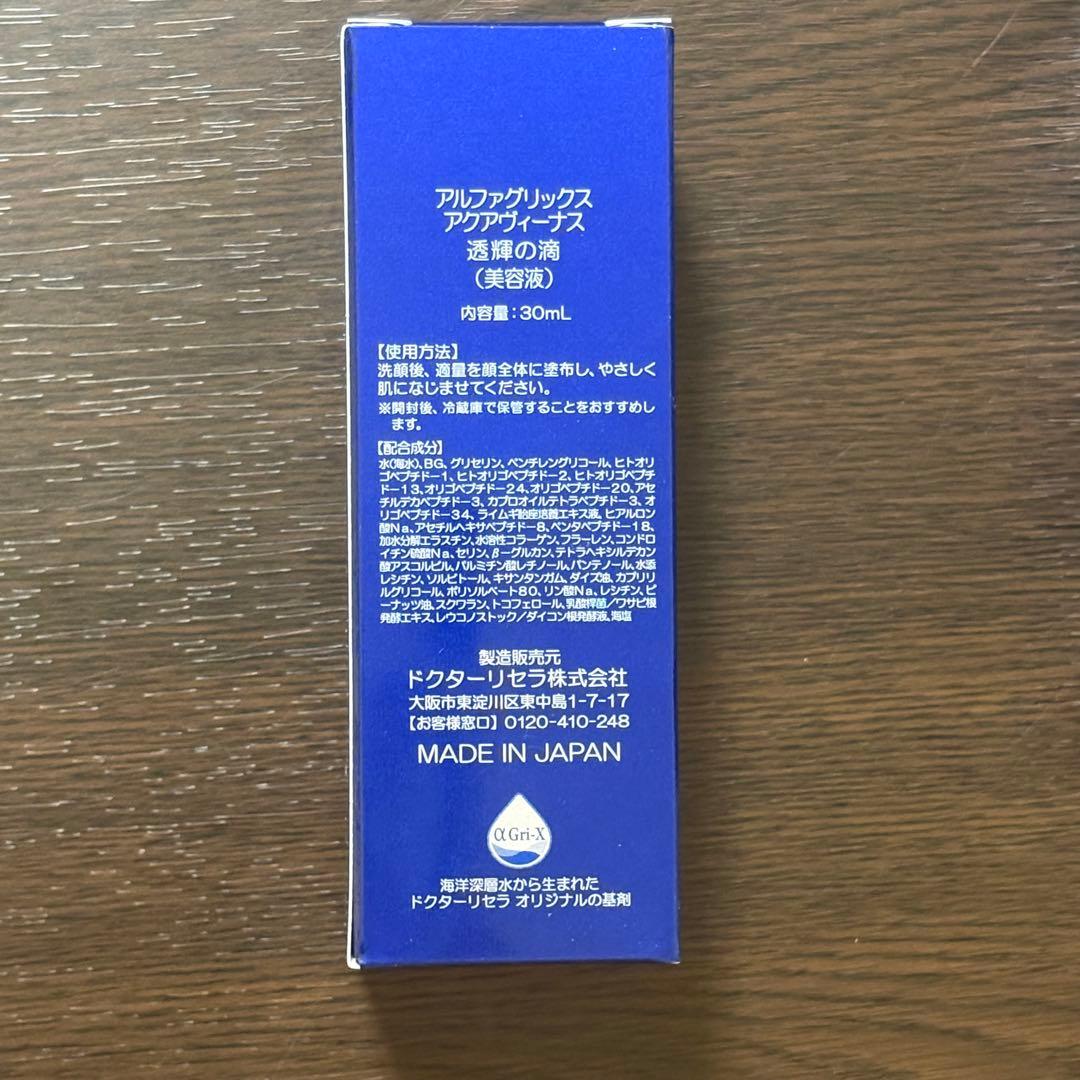 アルファグリックス
アクアヴィーナス
透輝の滴
(美容液)
内容量:30mL
【使用方法】
洗顔後、適量を顔全体に塗布し、やさしく
肌になじませてください。
※開封後、冷蔵庫で保管することをおすすめし
ます。
【配合成分】
水(海水)、BG、グリセリン、ペンチレングリコール、ヒトオリ
ゴペプチド-1、ヒトオリゴペプチド-2、ヒトオリゴペプチ
ド-13、オリゴペプチド-24、オリゴペプチド-20、アセ
チルデカペプチド-3、カプロオイルテトラペプチド-3、オ
リゴペプチド-34、ライムギ胎座培養エキス液、ヒアルロン
酸Na、アセチルヘキサペプチド-8、ペンタペプチド-18、
加水分解エラスチン、水溶性コラーゲン、フラーレン、コンドロ
イチン硫酸Na、セリン、β-グルカン、テトラヘキシルデカン
酸アスコルビル、パルミチン酸レチノール、パンテノール、水添
レシチン、ソルビトール、キサンタンガム、ダイズ油、カプリリ
ルグリコール、ポリソルベート80、リン酸Na、レシチン、ピ
ーナッツ油、スクワラン、トコフェロール、乳酸桿菌/ワサビ根
発酵エキス、レウコノストック/ダイコン根発酵液、海塩
製造販売元
ドクターリセラ株式会社
大阪市東淀川区東中島1-7-17
【お客様窓口】0120-410-248
MADE IN JAPAN
α Gri-X
海洋深層水から生まれた
ドクターリセラ オリジナルの基剤